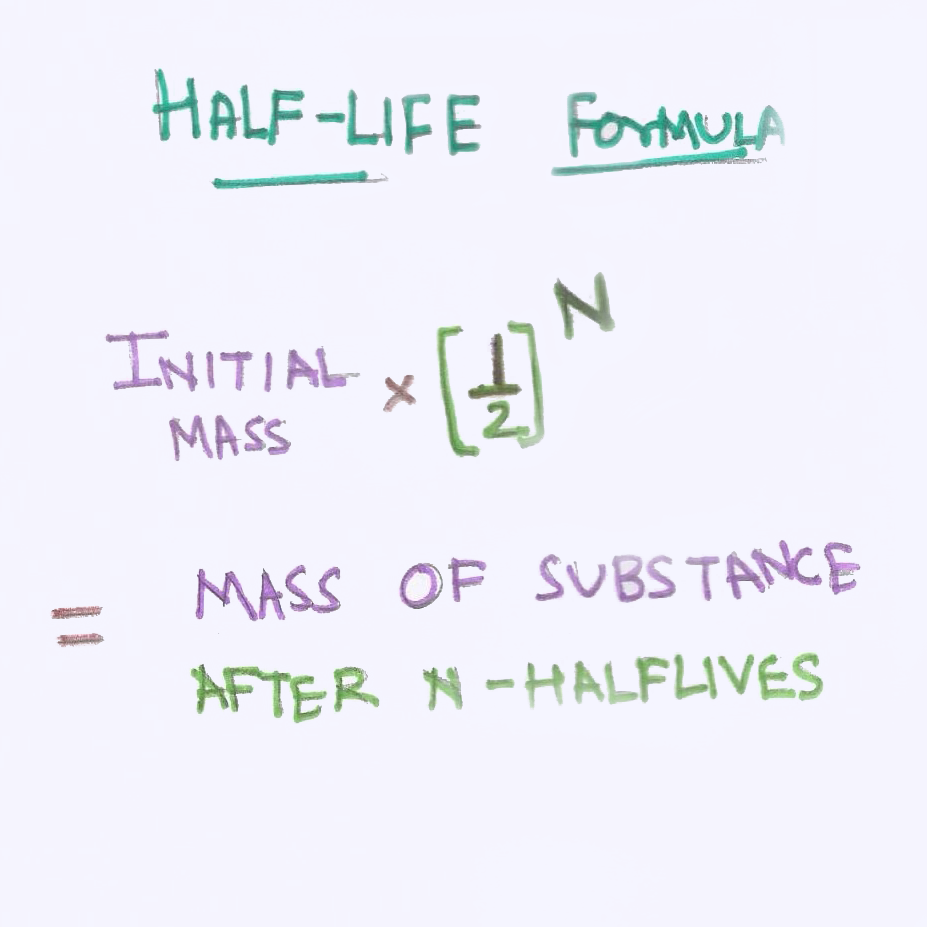 HALF-LIFE FORMULA
INITIAL MASS × [1/2]^N
= MASS OF SUBSTANCE
AFTER N-HALFLIVES